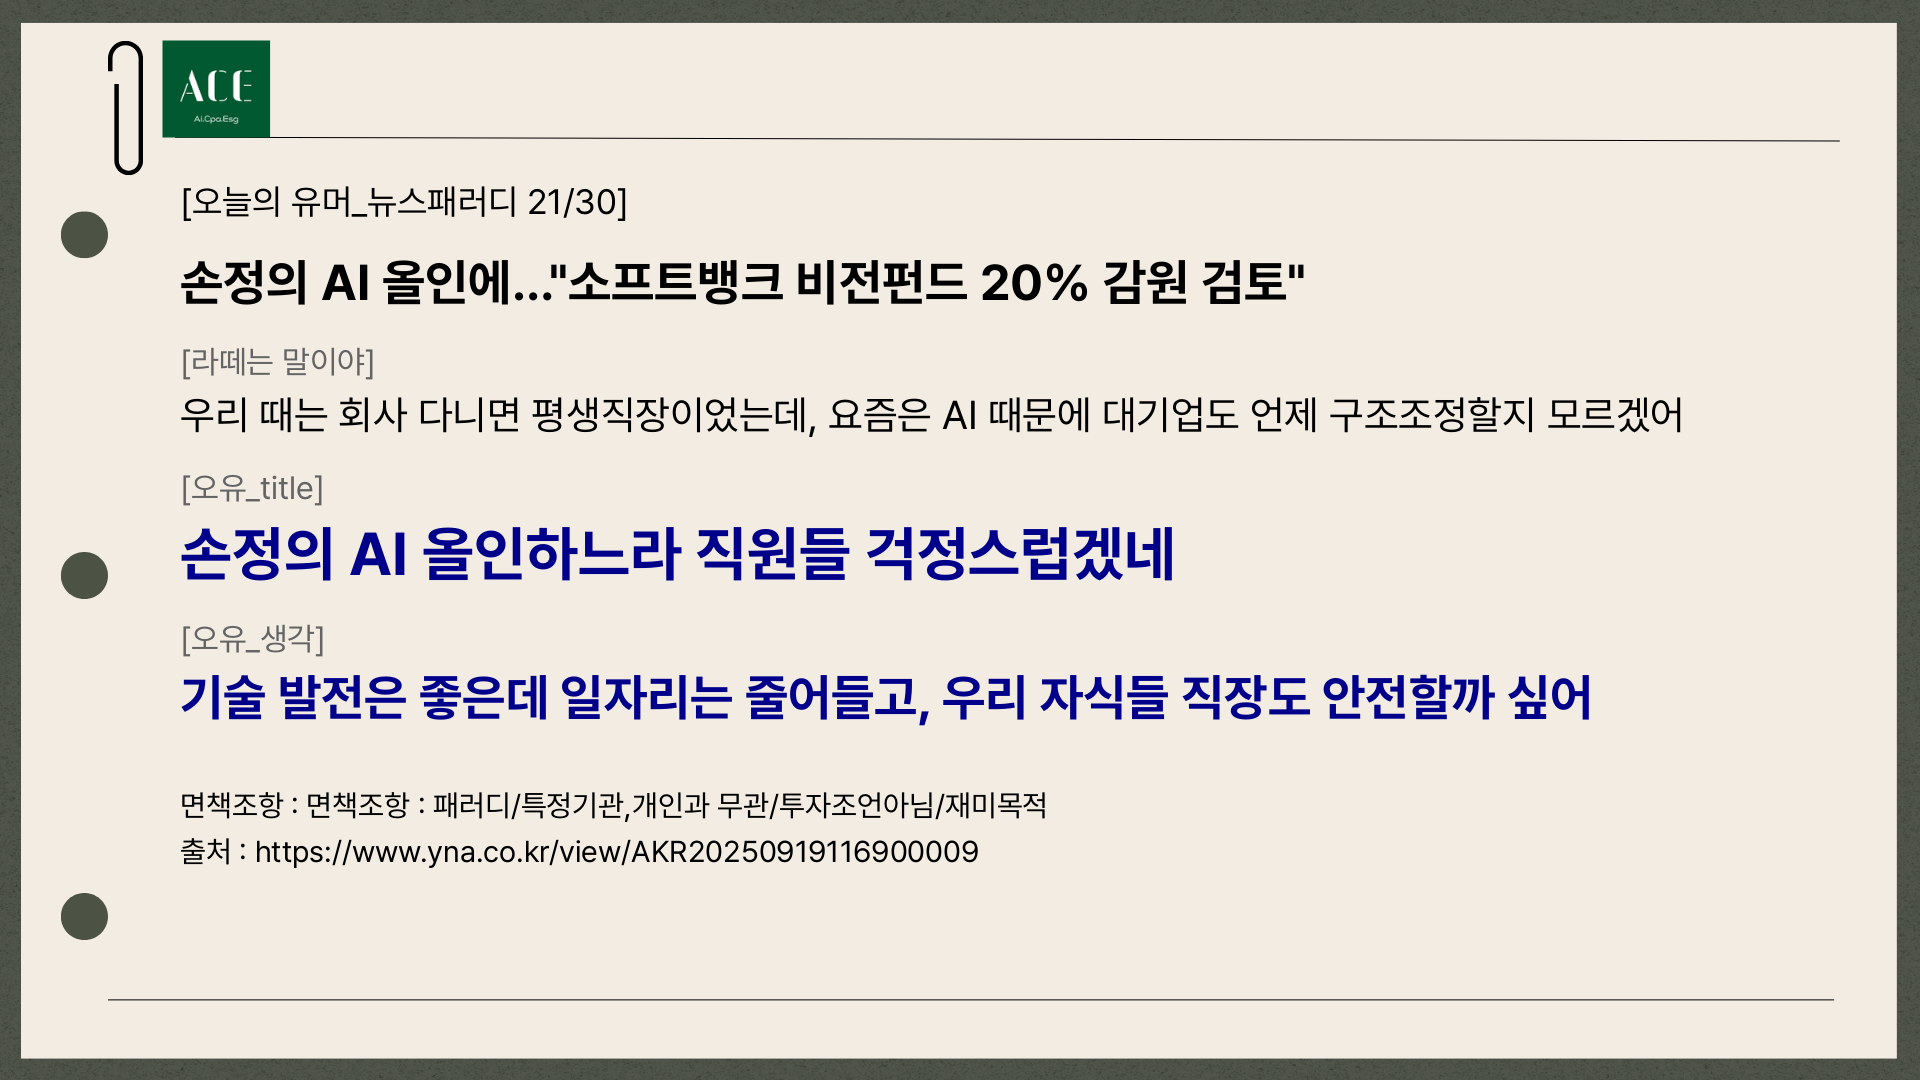 ACE
Ai.Cpa.Esg
[오늘의 유머_뉴스패러디 21/30]
손정의 AI 올인에..."소프트뱅크 비전펀드 20% 감원 검토"
[라떼는 말이야]
우리 때는 회사 다니면 평생직장이었는데, 요즘은 AI 때문에 대기업도 언제 구조조정할지 모르겠어
[오유_title]
손정의 AI 올인하느라 직원들 걱정스럽겠네
[오유_생각]
기술 발전은 좋은데 일자리는 줄어들고, 우리 자식들 직장도 안전할까 싶어
면책조항 : 면책조항 : 패러디/특정기관,개인과 무관/투자조언아님/재미목적
출처 : https://www.yna.co.kr/view/AKR20250919116900009